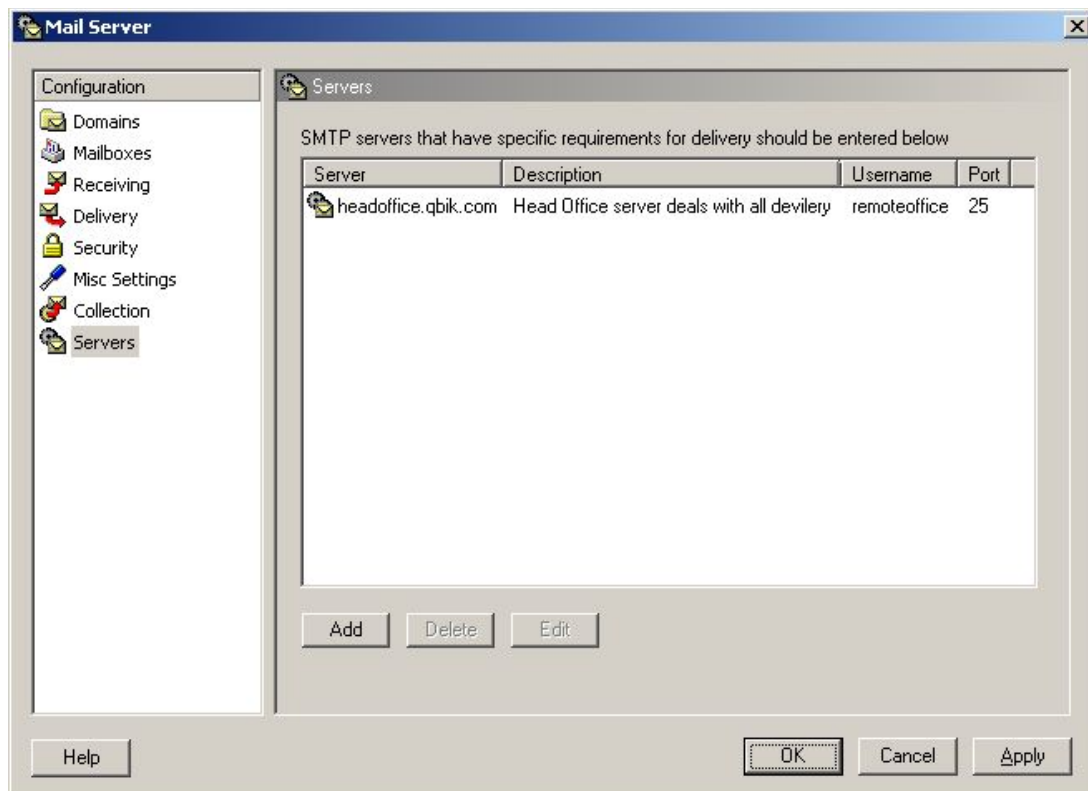 Mail Server
Configuration
Domains
Mailboxes
Receiving
Delivery
Security
Misc Settings
Collection
Servers
Servers
SMTP servers that have specific requirements for delivery should be entered below
Server Description Username Port
headoffice.qbik.com Head Office server deals with all devilery remoteoffice 25
Add Delete Edit
Help OK Cancel Apply